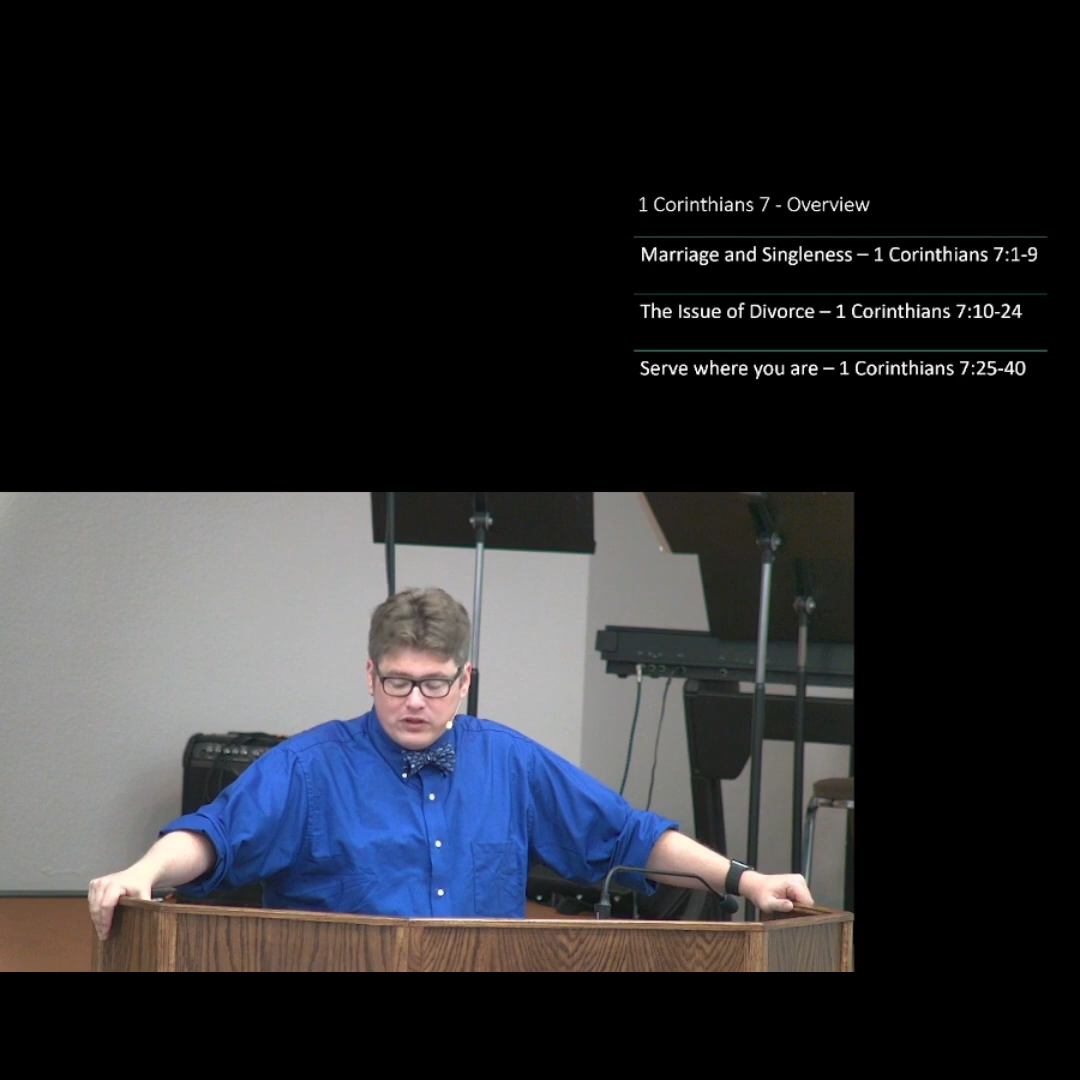 1 Corinthians 7 - Overview
Marriage and Singleness – 1 Corinthians 7:1-9
The Issue of Divorce – 1 Corinthians 7:10-24
Serve where you are – 1 Corinthians 7:25-40